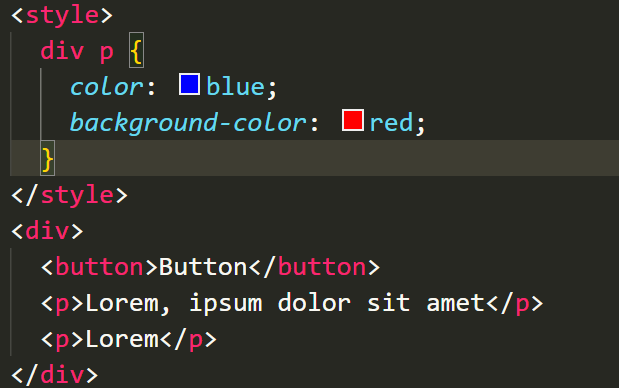 <style>
div p {
color: blue;
background-color: red;
}
</style>
<div>
<button>Button</button>
<p>Lorem, ipsum dolor sit amet</p>
<p>Lorem</p>
</div>